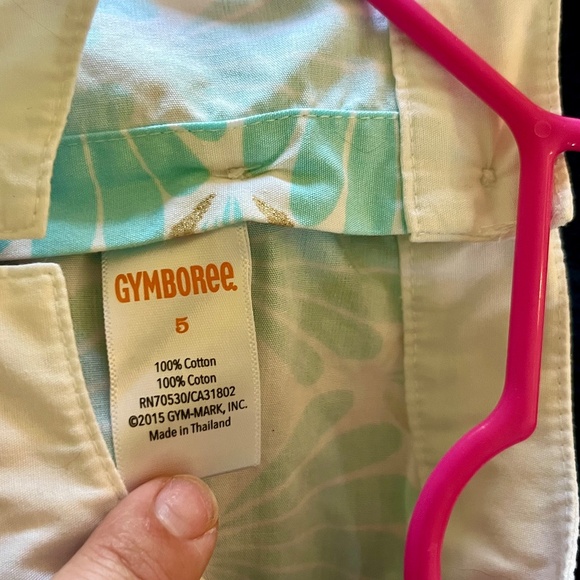 GYMBOREE
5
100% Cotton
100% Coton
RN70530/CA31802
©2015 GYM-MARK, INC.
Made in Thailand